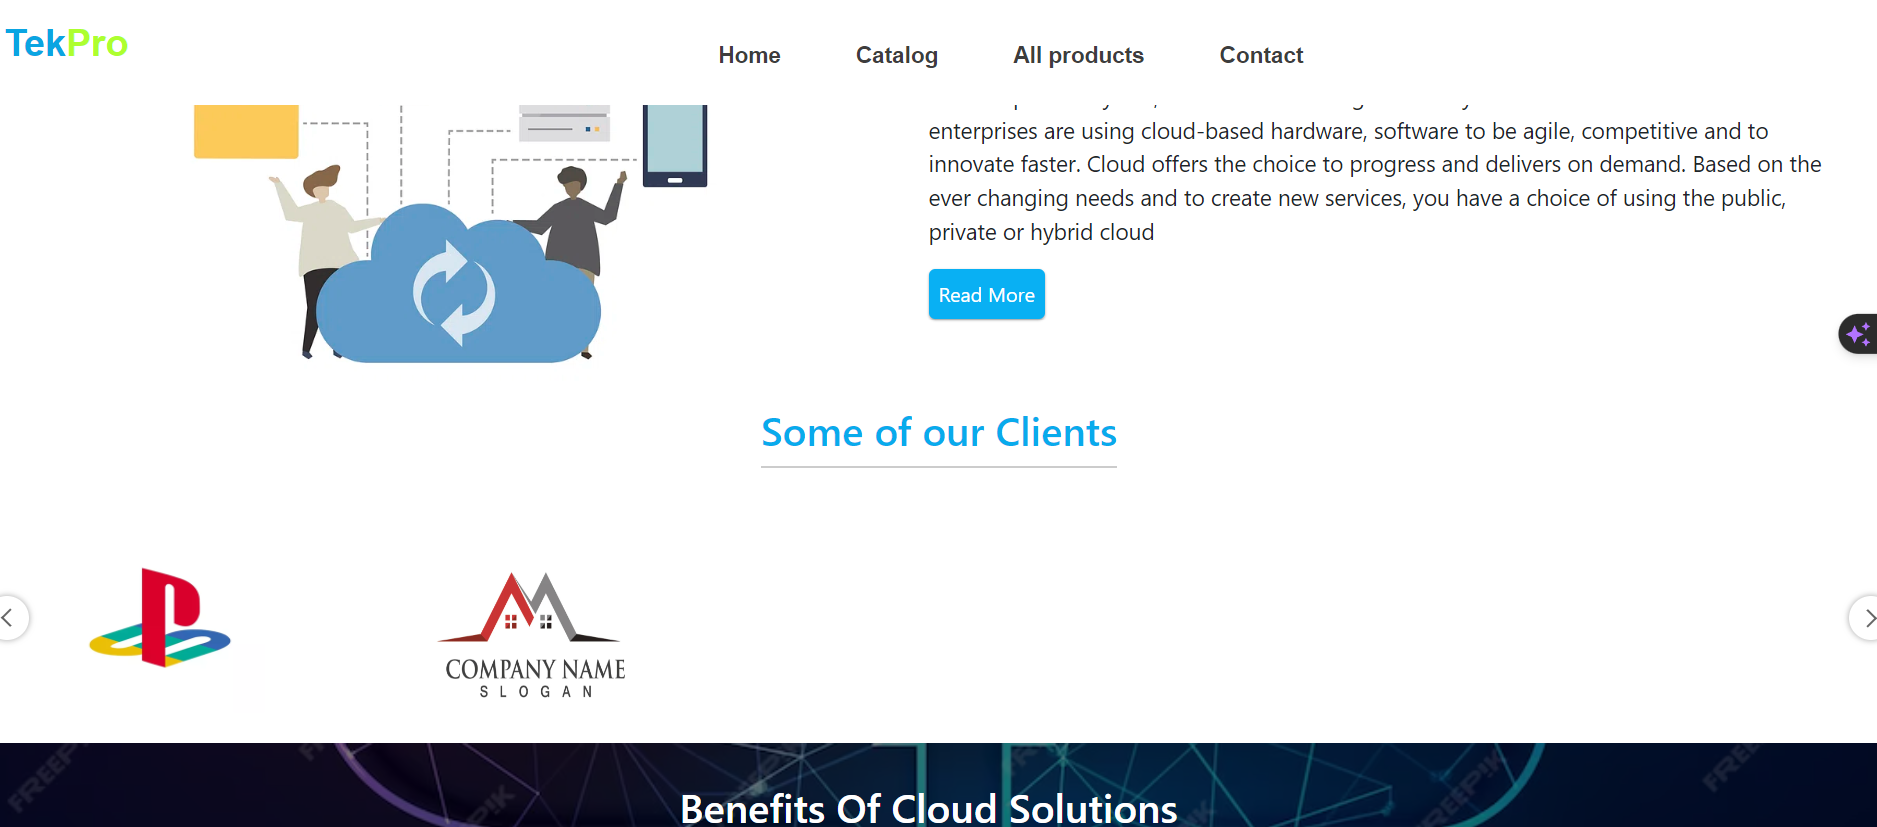 TekPro
Home
Catalog
All products
Contact
enterprises are using cloud-based hardware, software to be agile, competitive and to
innovate faster. Cloud offers the choice to progress and delivers on demand. Based on the
ever changing needs and to create new services, you have a choice of using the public,
private or hybrid cloud
Read More
Some of our Clients
COMPANY NAME
SLOGAN
FREEPIK
Benefits Of Cloud Solutions